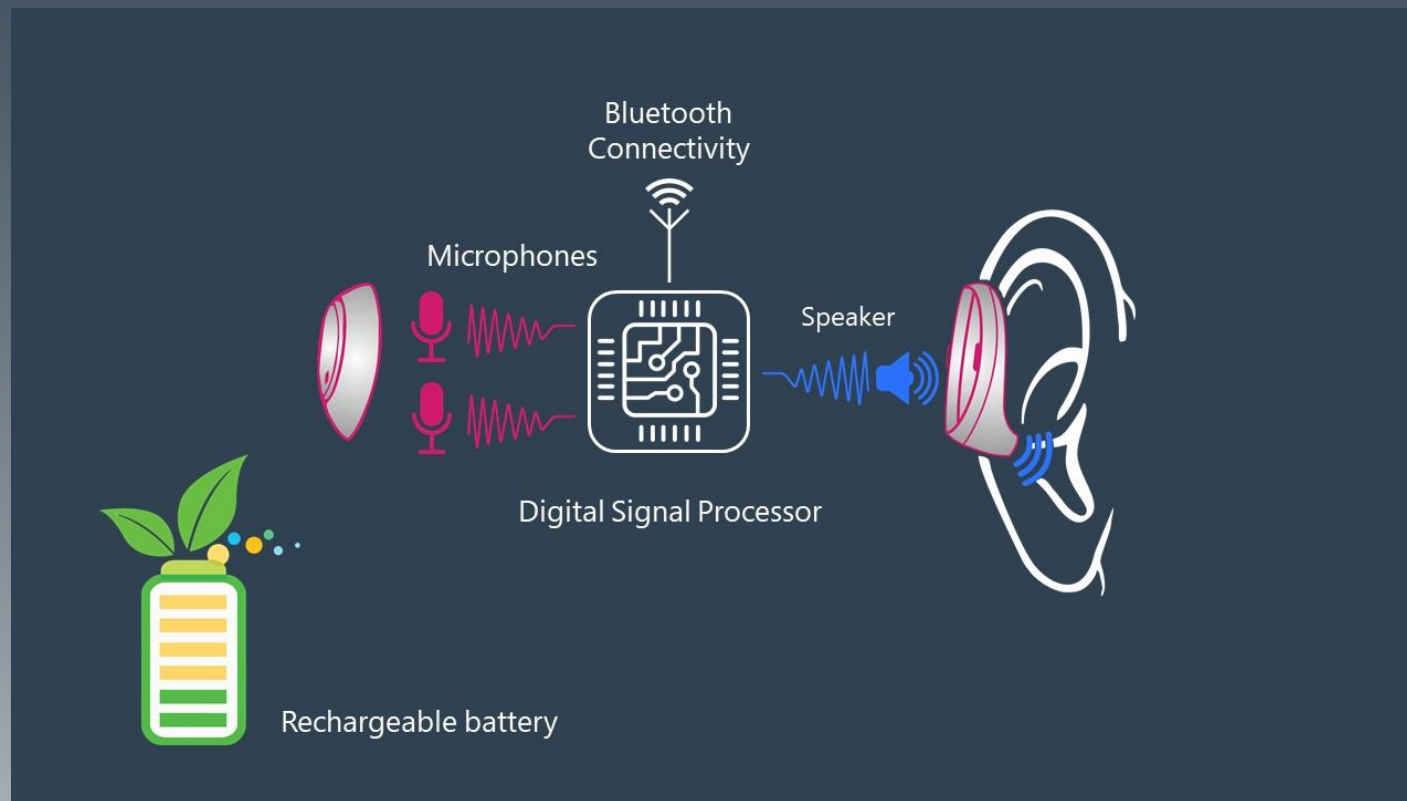 Bluetooth
Connectivity
Microphones
Speaker
Digital Signal Processor
Rechargeable battery